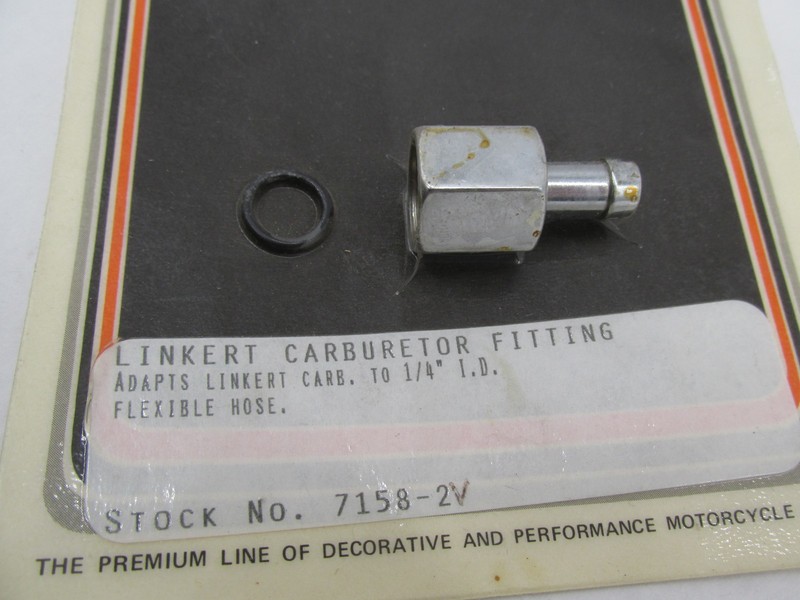 LINKERT CARBURETOR FITTING
ADAPTS LINKERT CARB. TO 1/4" I.D.
FLEXIBLE HOSE.
STOCK NO. 7158-2V
THE PREMIUM LINE OF DECORATIVE AND PERFORMANCE MOTORCYCLE